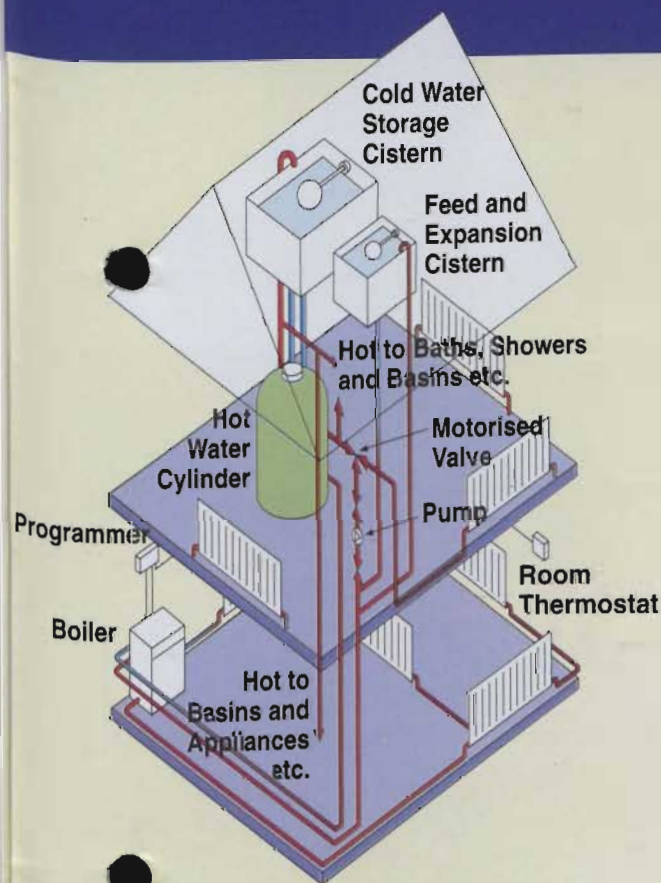 Cold Water
Storage
Cistern
Feed and
Expansion
Cistern
Hot to Baths, Showers
and Basins etc.
Hot
Water
Cylinder
Motorised
Valve
Programmer
Pump
Room
Thermostat
Boiler
Hot to
Basins and
Appliances
etc.